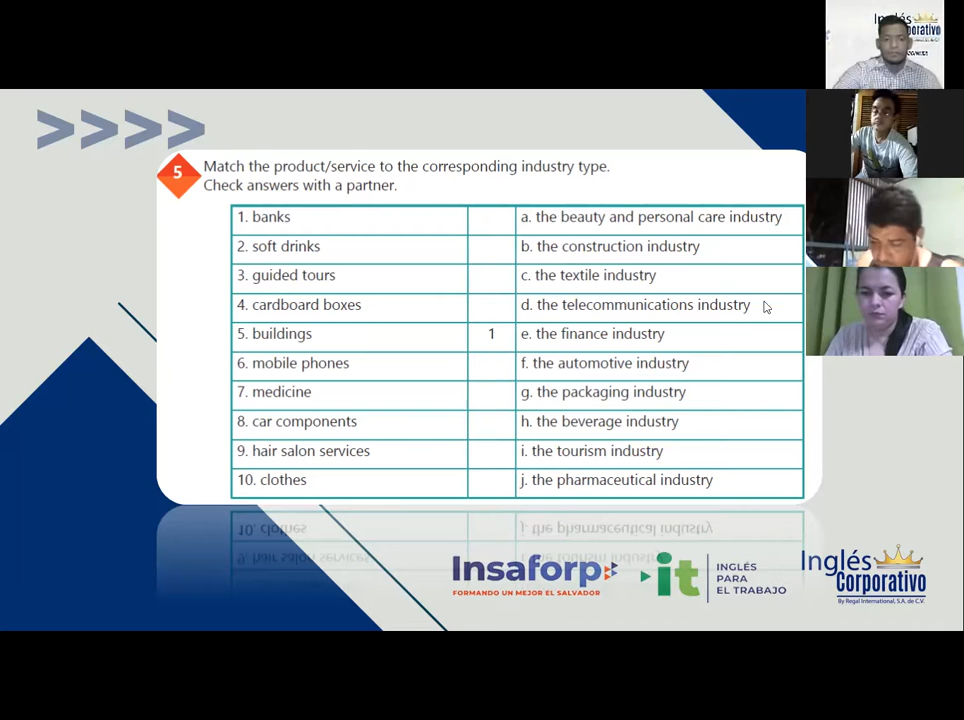 Inglés
Corporativo
>>>>
5
Match the product/service to the corresponding industry type.
Check answers with a partner.
1. banks
a. the beauty and personal care industry
2. soft drinks
b. the construction industry
3. guided tours
c. the textile industry
4. cardboard boxes
d. the telecommunications industry
5. buildings
1
e. the finance industry
6. mobile phones
f. the automotive industry
7. medicine
g. the packaging industry
8. car components
h. the beverage industry
9. hair salon services
i. the tourism industry
10. clothes
j. the pharmaceutical industry
Insaforp
FORMANDO UN MEJOR EL SALVADOR
it
INGLÉS
PARA
EL TRABAJO
Inglés
Corporativo
By Regal International, S.A. de C.V.